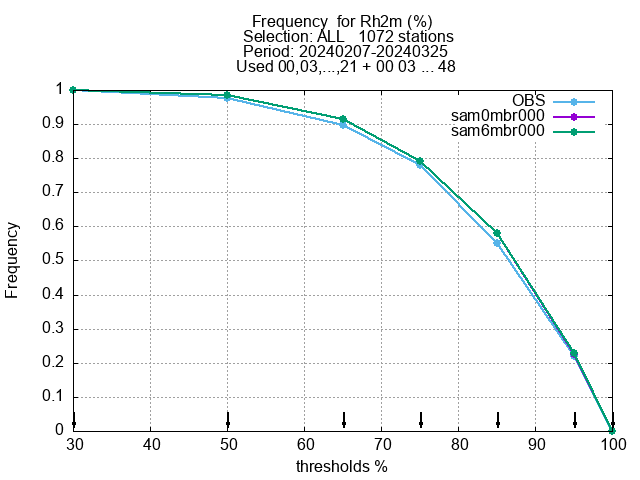 Frequency  for Rh2m (%)
Selection: ALL   1072 stations
Period: 20240207-20240325
Used 00,03,...,21 + 00 03 ... 48
OBS
sam0mbr000
sam6mbr000
1
0.9
0.8
0.7
0.6
0.5
0.4
0.3
0.2
0.1
0
Frequency
30 40 50 60 70 80 90 100
thresholds %